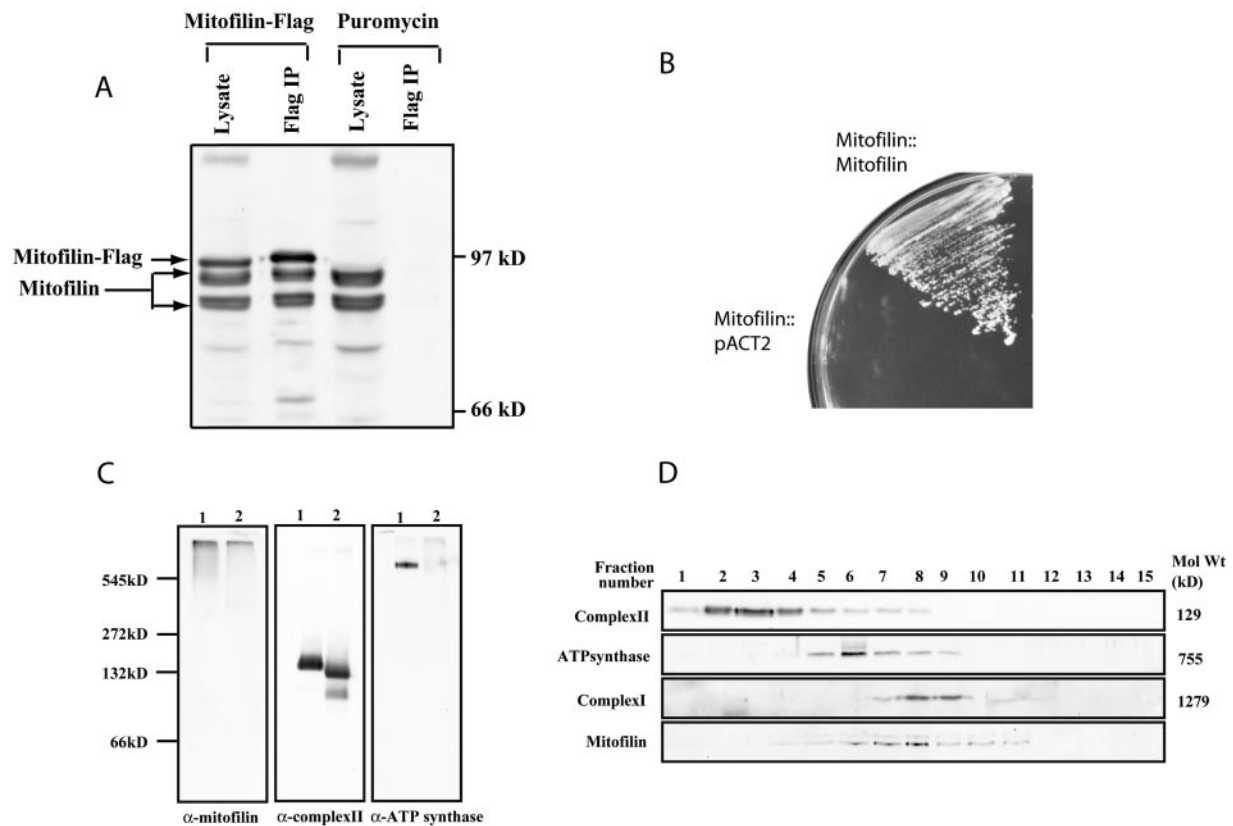 A
Mitofilin-Flag Puromycin
Lysate Flag IP Lysate Flag IP
Mitofilin-Flag
Mitofilin
97 kD
66 kD
B
Mitofilin::
Mitofilin
Mitofilin::
pACT2
C
1 2 1 2 1 2
545kD
272kD
132kD
66kD
α-mitofilin α-complexII α-ATP synthase
D
Fraction
number
1 2 3 4 5 6 7 8 9 10 11 12 13 14 15
Mol Wt
(kD)
ComplexII 129
ATPsynthase 755
ComplexI 1279
Mitofilin